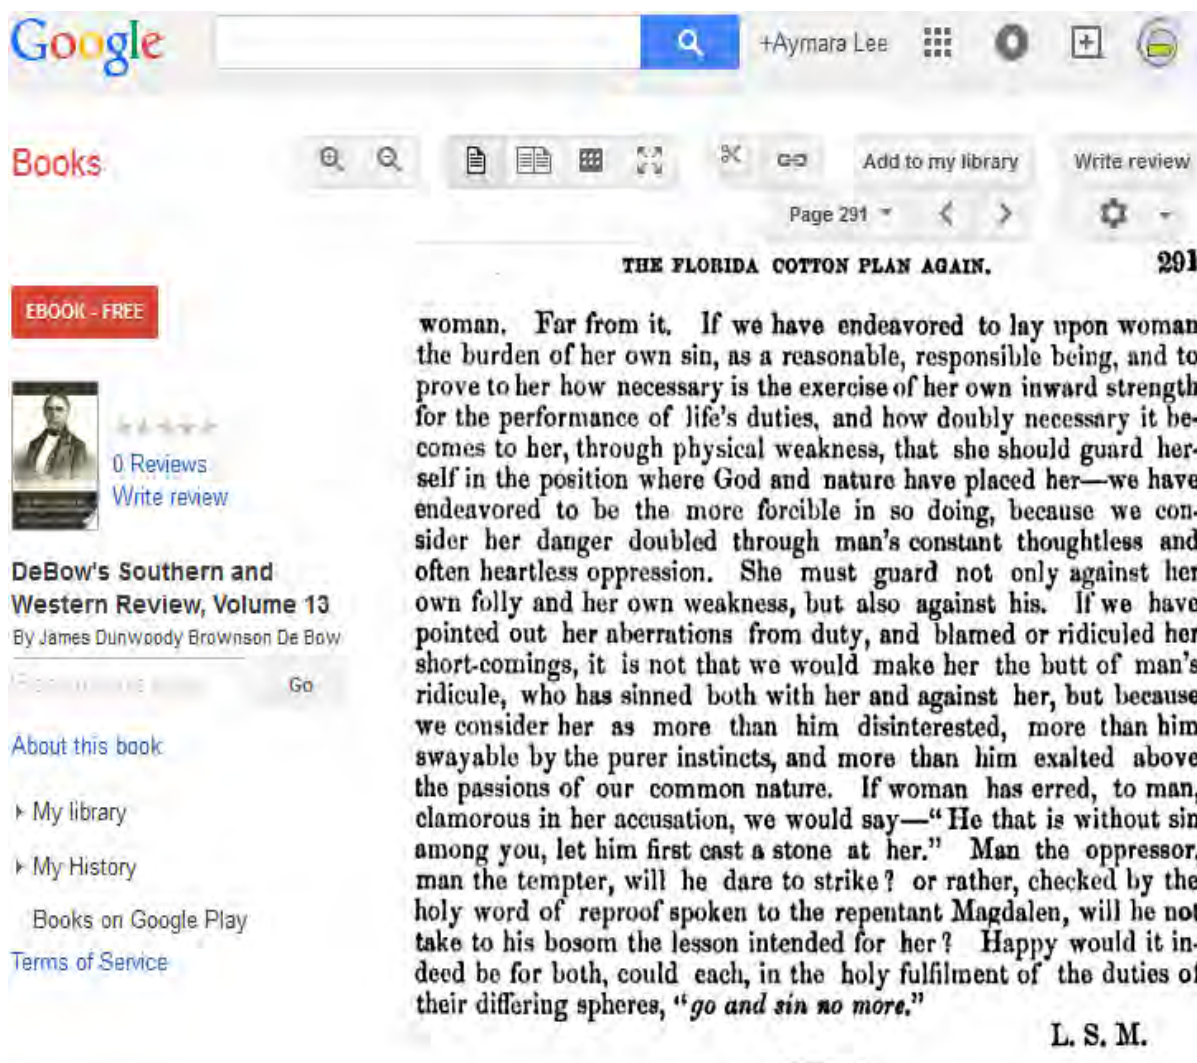 Google
+Aymara Lee
Books
Add to my library
Write review
Page 291
THE FLORIDA COTTON PLAN AGAIN. 291
EBOOK - FREE
0 Reviews
Write review
DeBow's Southern and
Western Review, Volume 13
By James Dunwoody Brownson De Bow
Go
About this book
My library
My History
Books on Google Play
Terms of Service
woman. Far from it. If we have endeavored to lay upon woman
the burden of her own sin, as a reasonable, responsible being, and to
prove to her how necessary is the exercise of her own inward strength
for the performance of life's duties, and how doubly necessary it be-
comes to her, through physical weakness, that she should guard her-
self in the position where God and nature have placed her—we have
endeavored to be the more forcible in so doing, because we con-
sider her danger doubled through man's constant thoughtless and
often heartless oppression. She must guard not only against her
own folly and her own weakness, but also against his. If we have
pointed out her aberrations from duty, and blamed or ridiculed her
short-comings, it is not that we would make her the butt of man's
ridicule, who has sinned both with her and against her, but because
we consider her as more than him disinterested, more than him
swayable by the purer instincts, and more than him exalted above
the passions of our common nature. If woman has erred, to man,
clamorous in her accusation, we would say—“He that is without sin
among you, let him first cast a stone at her.” Man the oppressor,
man the tempter, will he dare to strike? or rather, checked by the
holy word of reproof spoken to the repentant Magdalen, will he not
take to his bosom the lesson intended for her? Happy would it in-
deed be for both, could each, in the holy fulfilment of the duties of
their differing spheres, “go and sin no more.”
L. S. M.